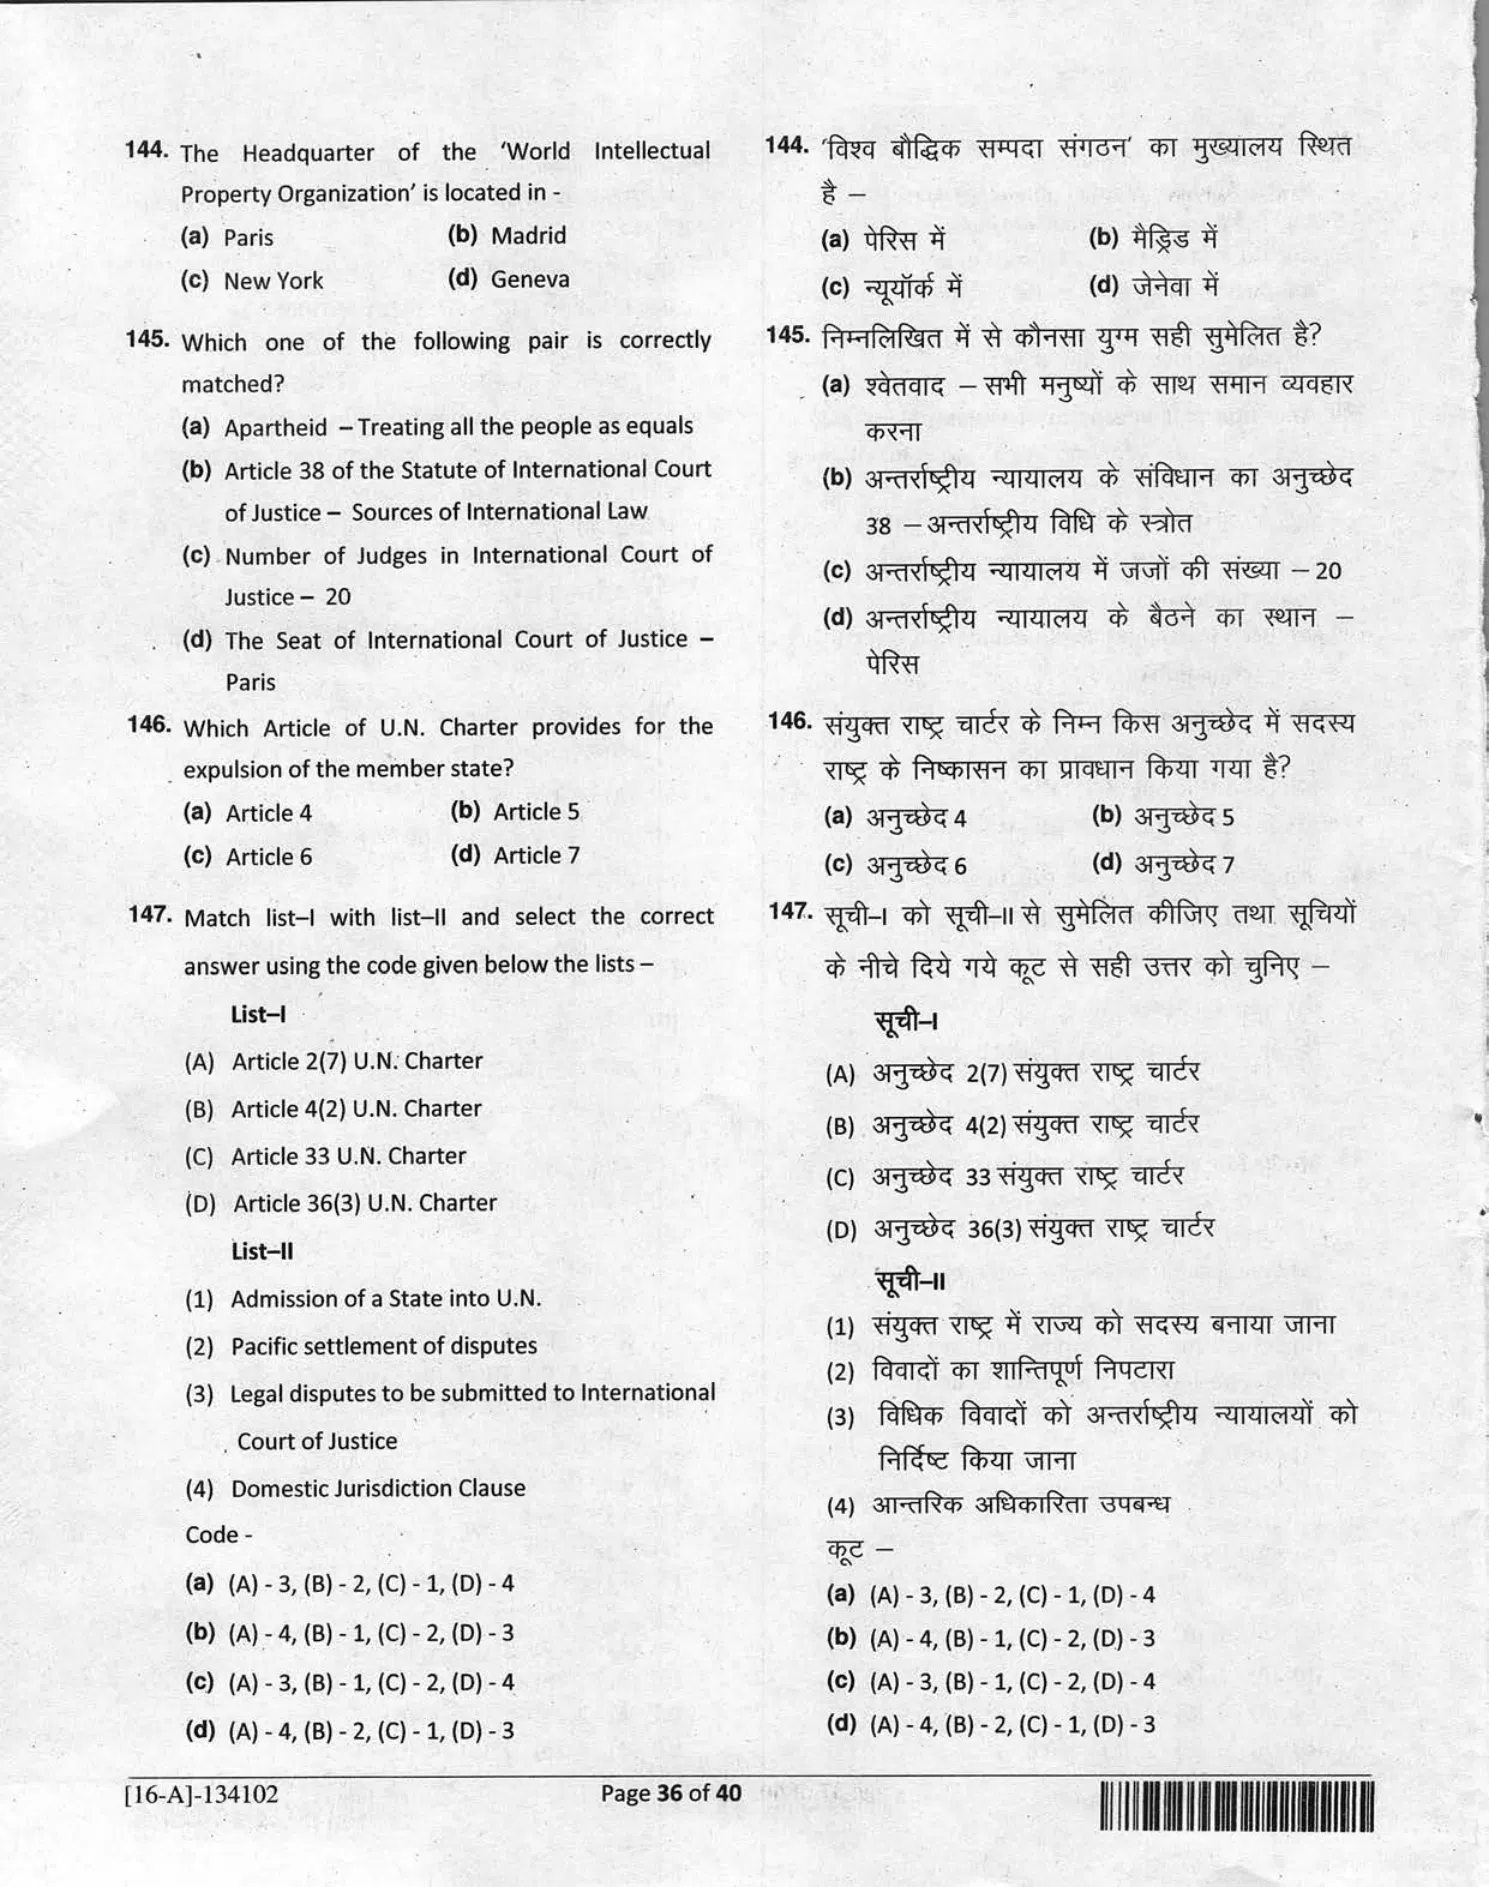 144. The Headquarter of the ‘World Intellectual
Property Organization’ is located in -
(a) Paris (b) Madrid
(c) New York (d) Geneva
145. Which one of the following pair is correctly
matched?
(a) Apartheid – Treating all the people as equals
(b) Article 38 of the Statute of International Court
of Justice – Sources of International Law
(c) Number of Judges in International Court of
Justice – 20
(d) The Seat of International Court of Justice –
Paris
146. Which Article of U.N. Charter provides for the
expulsion of the member state?
(a) Article 4 (b) Article 5
(c) Article 6 (d) Article 7
147. Match list–I with list–II and select the correct
answer using the code given below the lists –
List–I
(A) Article 2(7) U.N. Charter
(B) Article 4(2) U.N. Charter
(C) Article 33 U.N. Charter
(D) Article 36(3) U.N. Charter
List–II
(1) Admission of a State into U.N.
(2) Pacific settlement of disputes
(3) Legal disputes to be submitted to International
Court of Justice
(4) Domestic Jurisdiction Clause
Code -
(a) (A) - 3, (B) - 2, (C) - 1, (D) - 4
(b) (A) - 4, (B) - 1, (C) - 2, (D) - 3
(c) (A) - 3, (B) - 1, (C) - 2, (D) - 4
(d) (A) - 4, (B) - 2, (C) - 1, (D) - 3
144. ‘विश्व बौद्धिक सम्पदा संगठन’ का मुख्यालय स्थित
है –
(a) पेरिस में (b) मैड्रिड में
(c) न्यूयॉर्क में (d) जेनेवा में
145. निम्नलिखित में से कौनसा युग्म सही सुमेलित है?
(a) श्वेतवाद – सभी मनुष्यों के साथ समान व्यवहार
करना
(b) अन्तर्राष्ट्रीय न्यायालय के संविधान का अनुच्छेद
38 – अन्तर्राष्ट्रीय विधि के स्त्रोत
(c) अन्तर्राष्ट्रीय न्यायालय में जजों की संख्या – 20
(d) अन्तर्राष्ट्रीय न्यायालय के बैठने का स्थान –
पेरिस
146. संयुक्त राष्ट्र चार्टर के निम्न किस अनुच्छेद में सदस्य
राष्ट्र के निष्कासन का प्रावधान किया गया है?
(a) अनुच्छेद 4 (b) अनुच्छेद 5
(c) अनुच्छेद 6 (d) अनुच्छेद 7
147. सूची–I को सूची–II से सुमेलित कीजिए तथा सूचियों
के नीचे दिये गये कूट से सही उत्तर को चुनिए –
सूची–I
(A) अनुच्छेद 2(7) संयुक्त राष्ट्र चार्टर
(B) अनुच्छेद 4(2) संयुक्त राष्ट्र चार्टर
(C) अनुच्छेद 33 संयुक्त राष्ट्र चार्टर
(D) अनुच्छेद 36(3) संयुक्त राष्ट्र चार्टर
सूची–II
(1) संयुक्त राष्ट्र में राज्य को सदस्य बनाया जाना
(2) विवादों का शान्तिपूर्ण निपटारा
(3) विधिक विवादों को अन्तर्राष्ट्रीय न्यायालयों को
निर्दिष्ट किया जाना
(4) आन्तरिक अधिकारिता उपबन्ध
कूट –
(a) (A) - 3, (B) - 2, (C) - 1, (D) - 4
(b) (A) - 4, (B) - 1, (C) - 2, (D) - 3
(c) (A) - 3, (B) - 1, (C) - 2, (D) - 4
(d) (A) - 4, (B) - 2, (C) - 1, (D) - 3
[16-A]-134102 Page 36 of 40